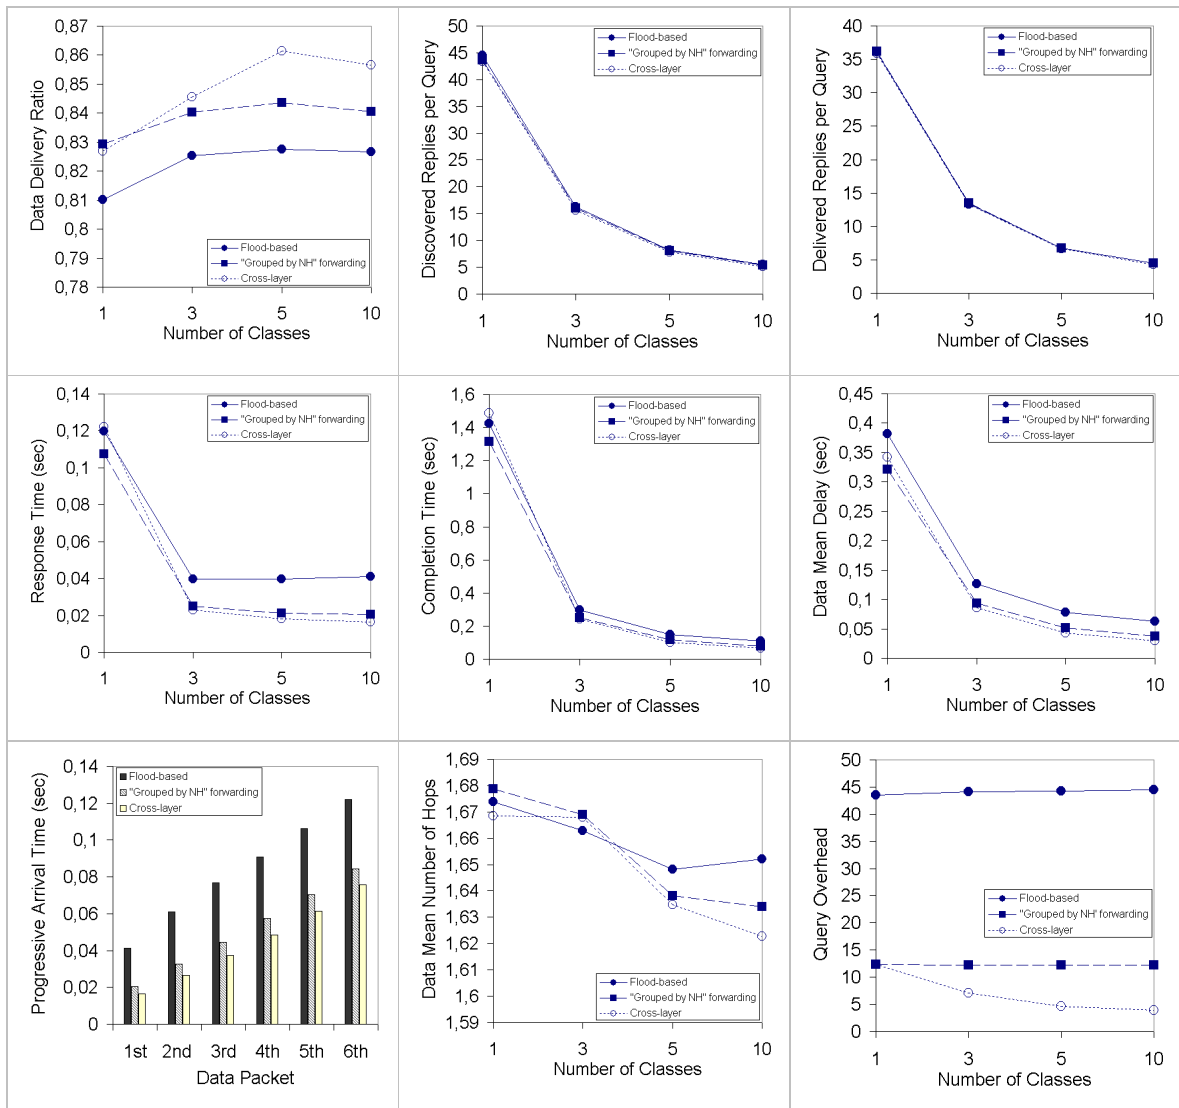 0,87
0,86
0,85
0,84
0,83
0,82
0,81
0,8
0,79
0,78
Data Delivery Ratio
Flood-based
"Grouped by NH" forwarding
Cross-layer
1 3 5 10
Number of Classes
50
45
40
35
30
25
20
15
10
5
0
Discovered Replies per Query
Flood-based
"Grouped by NH" forwarding
Cross-layer
1 3 5 10
Number of Classes
40
35
30
25
20
15
10
5
0
Delivered Replies per Query
Flood-based
"Grouped by NH" forwarding
Cross-layer
1 3 5 10
Number of Classes
0,14
0,12
0,1
0,08
0,06
0,04
0,02
0
Response Time (sec)
Flood-based
"Grouped by NH" forwarding
Cross-layer
1 3 5 10
Number of Classes
1,6
1,4
1,2
1
0,8
0,6
0,4
0,2
0
Completion Time (sec)
Flood-based
"Grouped by NH" forwarding
Cross-layer
1 3 5 10
Number of Classes
0,45
0,4
0,35
0,3
0,25
0,2
0,15
0,1
0,05
0
Data Mean Delay (sec)
Flood-based
"Grouped by NH" forwarding
Cross-layer
1 3 5 10
Number of Classes
0,14
0,12
0,1
0,08
0,06
0,04
0,02
0
Progressive Arrival Time (sec)
Flood-based
"Grouped by NH" forwarding
Cross-layer
1st 2nd 3rd 4th 5th 6th
Data Packet
1,69
1,68
1,67
1,66
1,65
1,64
1,63
1,62
1,61
1,6
1,59
Data Mean Number of Hops
Flood-based
"Grouped by NH" forwarding
Cross-layer
1 3 5 10
Number of Classes
50
45
40
35
30
25
20
15
10
5
0
Query Overhead
Flood-based
"Grouped by NH" forwarding
Cross-layer
1 3 5 10
Number of Classes